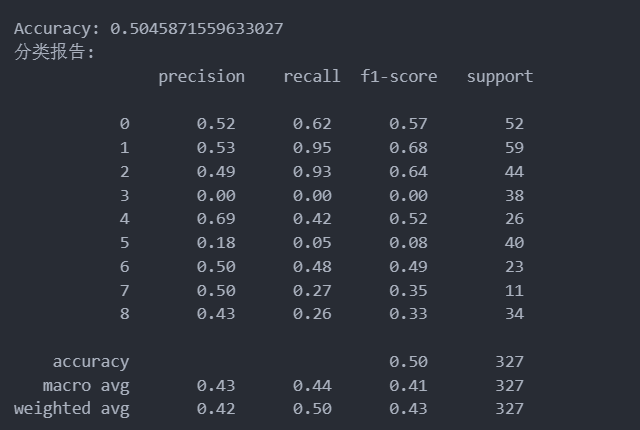 Accuracy: 0.5045871559633027
分类报告:
precision recall f1-score support
0 0.52 0.62 0.57 52
1 0.53 0.95 0.68 59
2 0.49 0.93 0.64 44
3 0.00 0.00 0.00 38
4 0.69 0.42 0.52 26
5 0.18 0.05 0.08 40
6 0.50 0.48 0.49 23
7 0.50 0.27 0.35 11
8 0.43 0.26 0.33 34
accuracy 0.50 327
macro avg 0.43 0.44 0.41 327
weighted avg 0.42 0.50 0.43 327